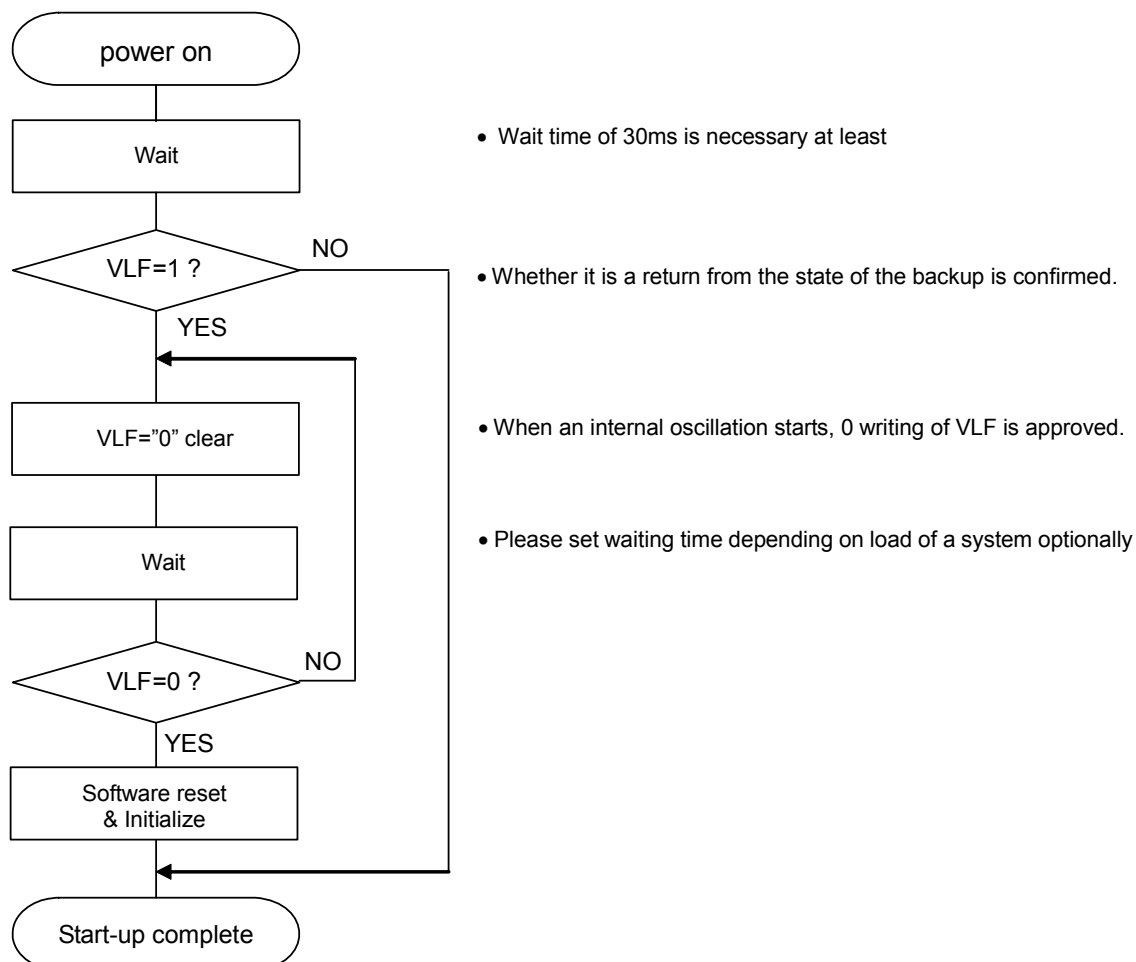 power on
Wait
• Wait time of 30ms is necessary at least
VLF=1 ?
NO
• Whether it is a return from the state of the backup is confirmed.
YES
VLF=”0” clear
• When an internal oscillation starts, 0 writing of VLF is approved.
Wait
• Please set waiting time depending on load of a system optionally
VLF=0 ?
NO
YES
Software reset
& Initialize
Start-up complete